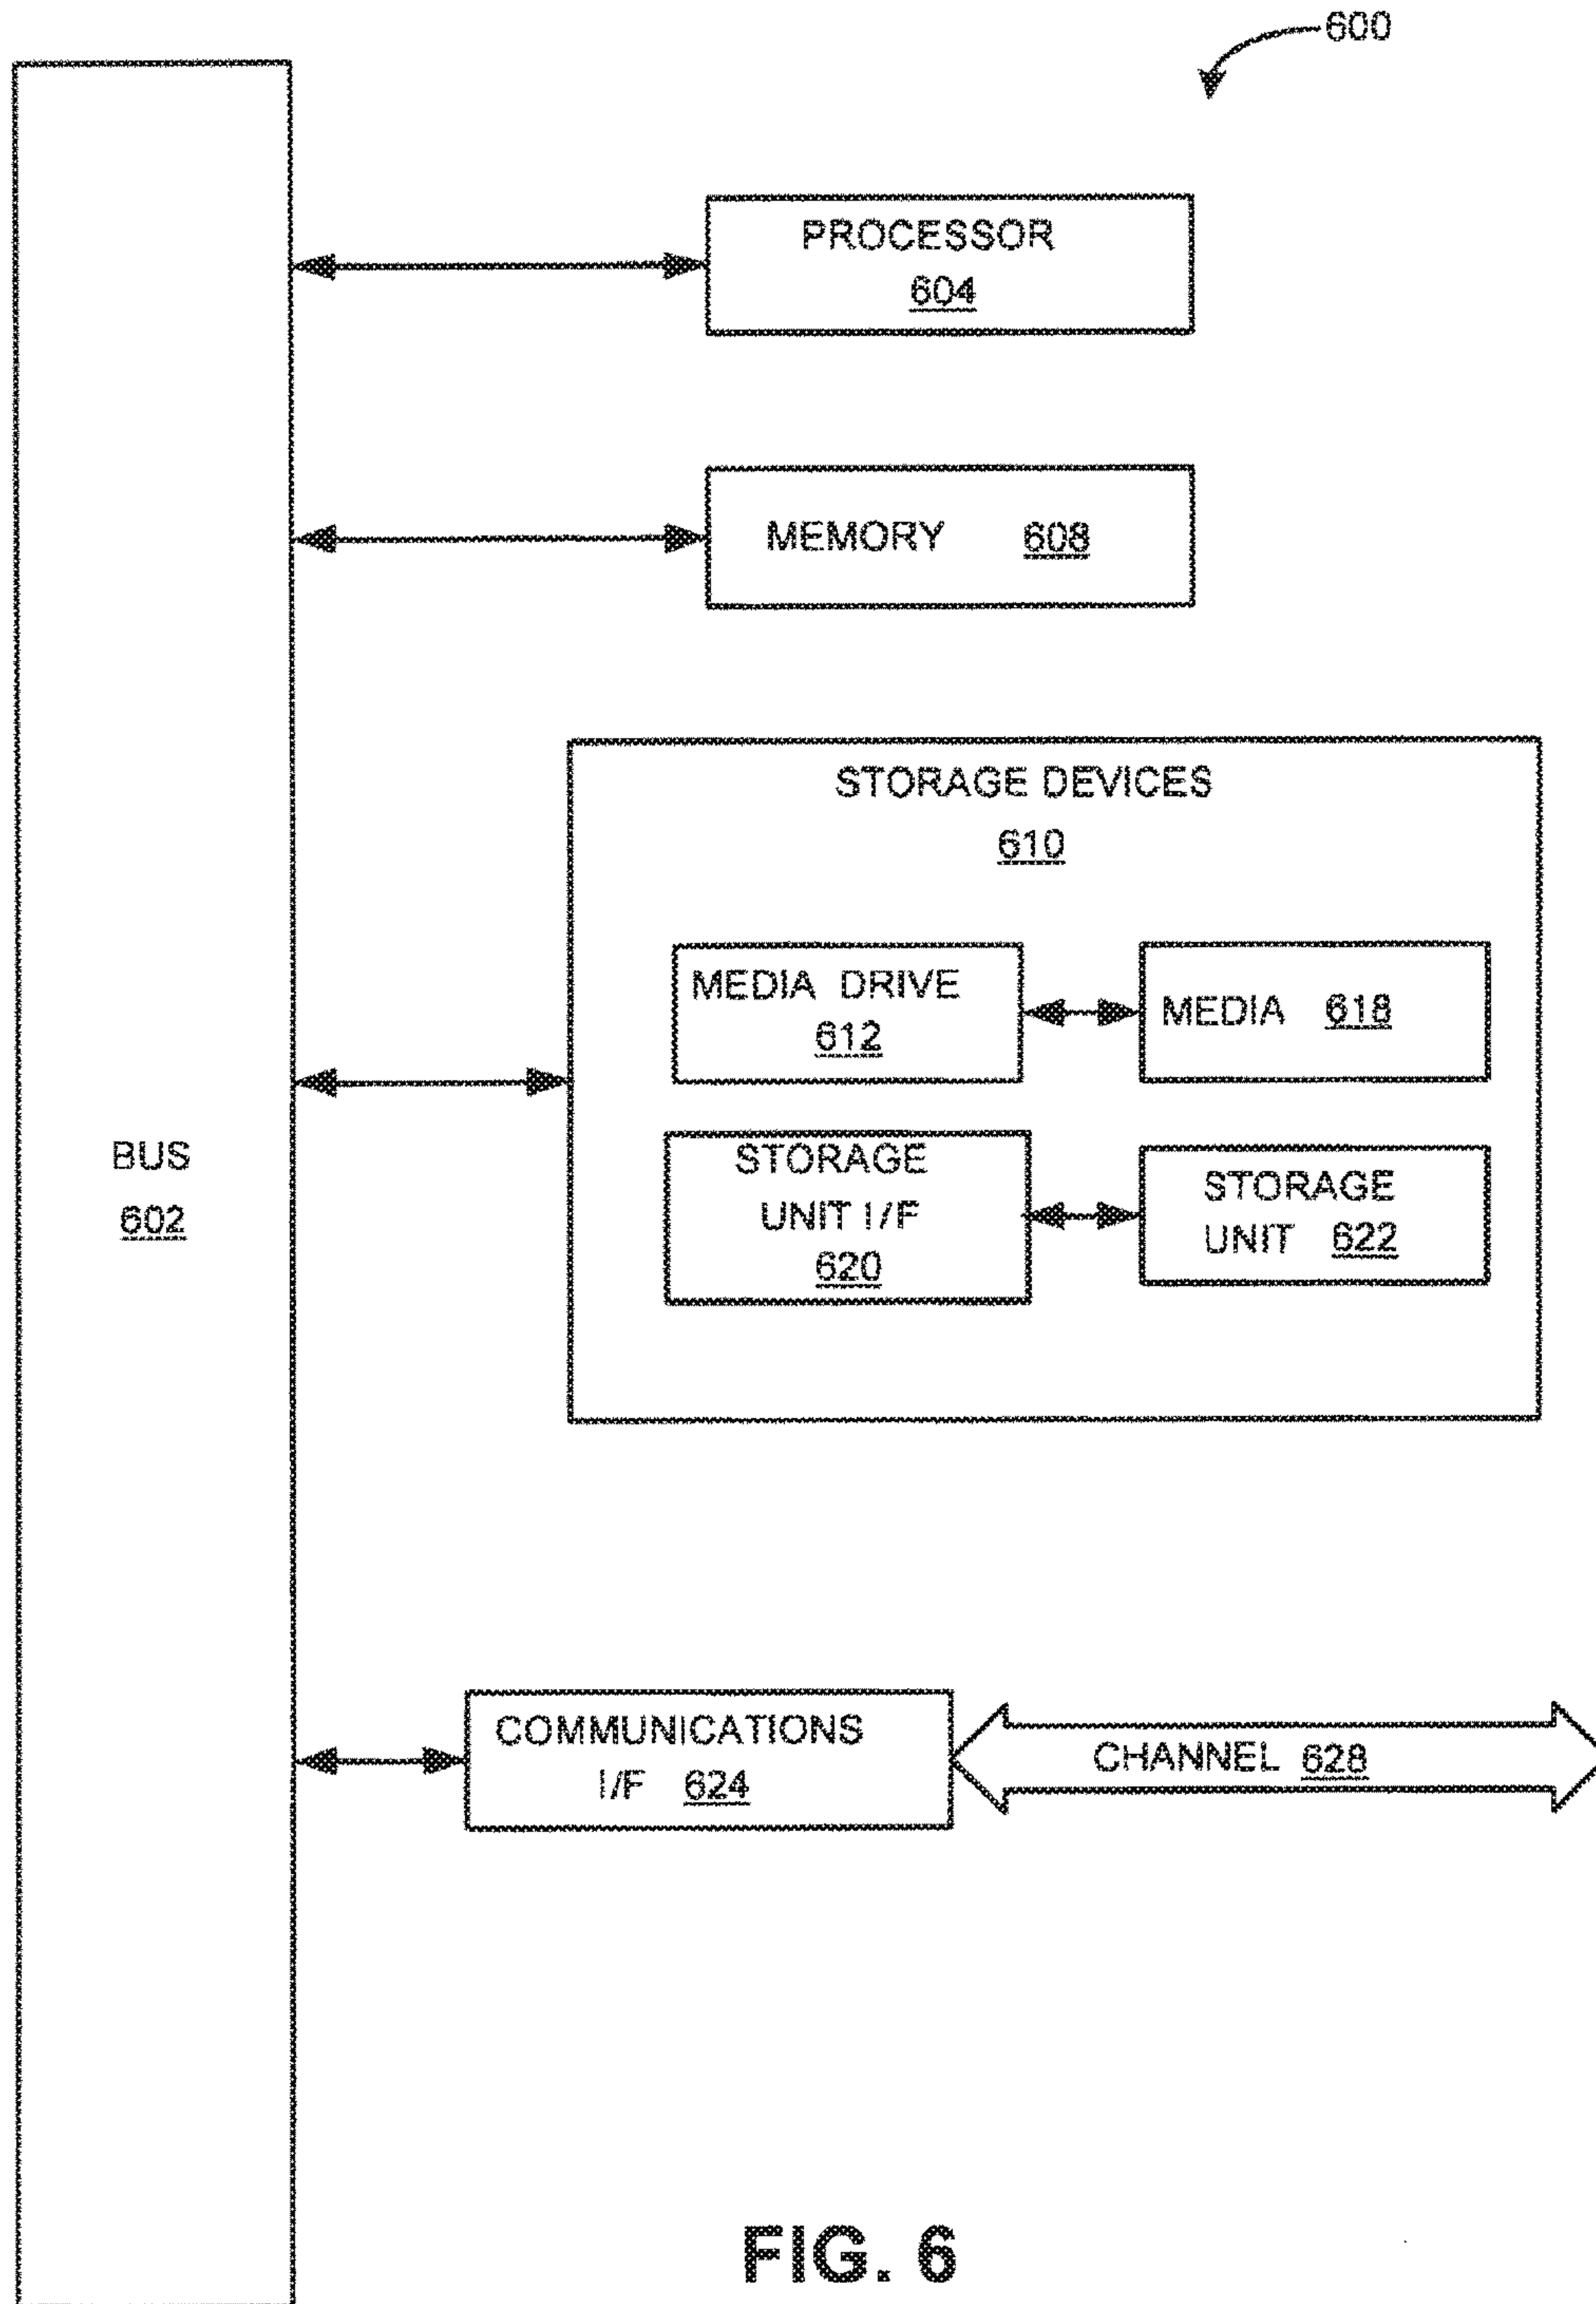 600
PROCESSOR
604
MEMORY 608
STORAGE DEVICES
610
MEDIA DRIVE
612
MEDIA 618
STORAGE
UNIT I/F
620
STORAGE
UNIT 622
BUS
602
COMMUNICATIONS
I/F 624
CHANNEL 628
FIG. 6